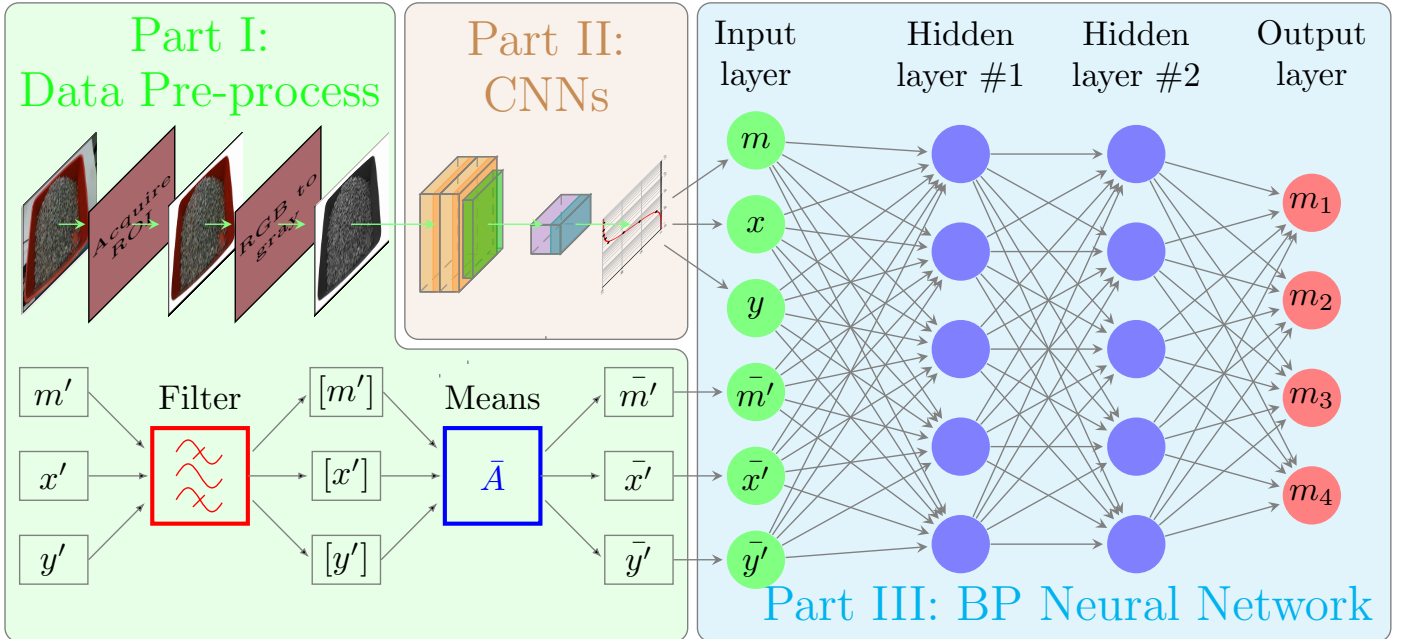 Part I:
Data Pre-process
Acquire
ROI
RGB to
gray
m′
x′
y′
Filter
[m′]
[x′]
[y′]
Means
Ā
m̄′
x̄′
ȳ′
Part II:
CNNs
Input
layer
Hidden
layer #1
Hidden
layer #2
Output
layer
m
x
y
m̄′
x̄′
ȳ′
m₁
m₂
m₃
m₄
Part III: BP Neural Network